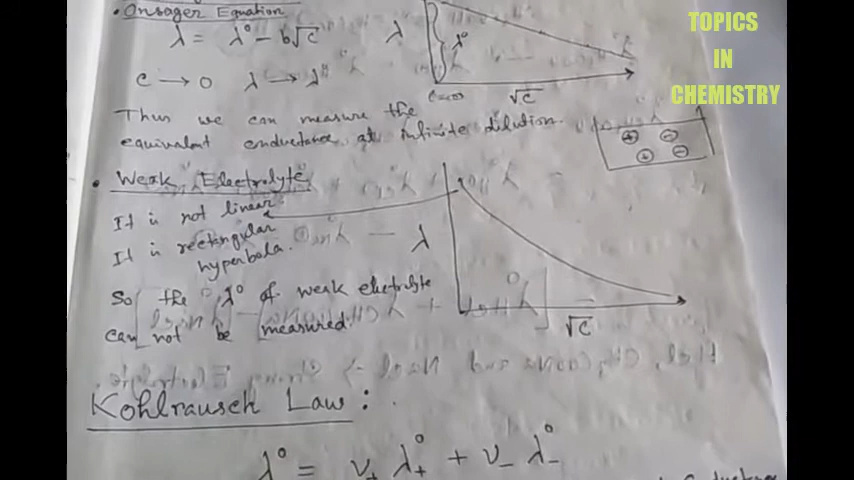 • Onsager Equation
λ = λ° - b√c
c → 0 λ → λ°
λ
λ°
c=0
√c
TOPICS
IN
CHEMISTRY
Thus we can measure the
equivalent conductance at infinite dilution.
• Weak Electrolyte
It is not linear
It is rectangular
hyperbola.
λ
√c
So the λ° of weak electrolyte
can not be measured.
Kohlrausch Law :
λ° = ν₊ λ₊° + ν₋ λ₋°